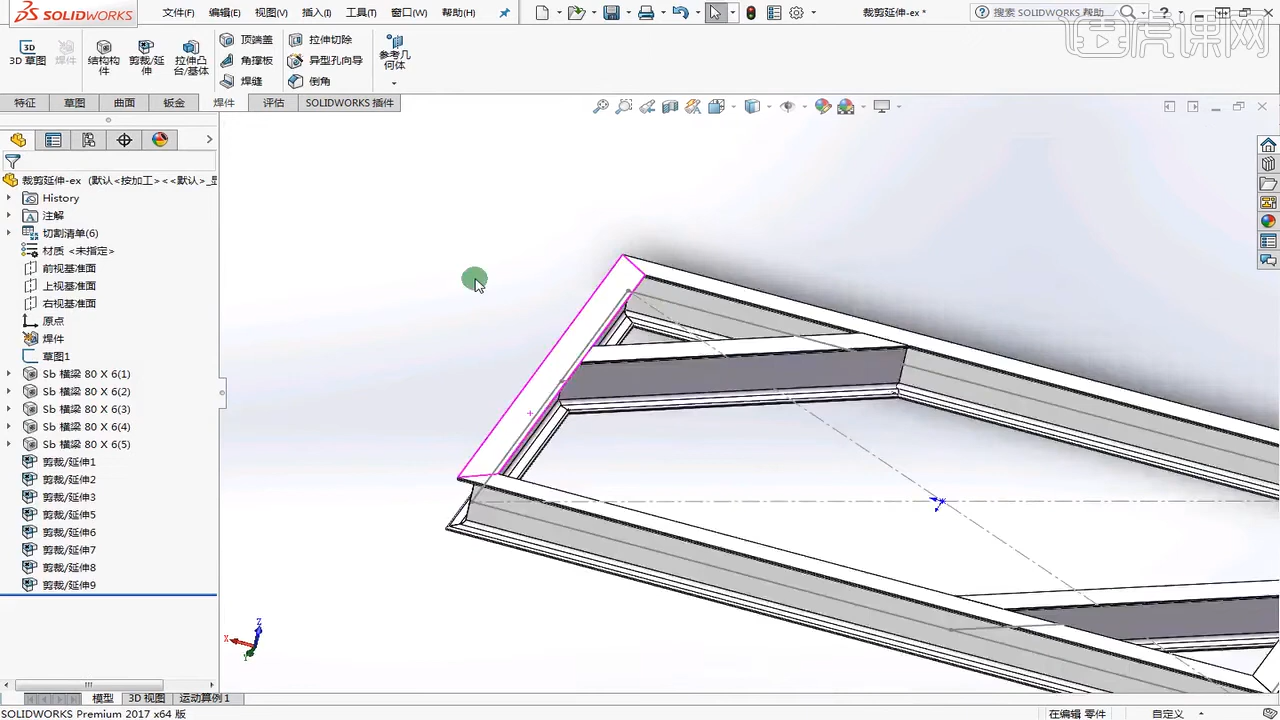 SOLIDWORKS
文件(F) 编辑(E) 视图(V) 插入(I) 工具(T) 窗口(W) 帮助(H)
裁剪延伸-ex *
搜索 SOLIDWORKS 帮助
虎课网
3D 草图
焊件
结构构件
剪裁/延伸
拉伸凸台/基体
顶端盖
角撑板
焊缝
拉伸切除
异型孔向导
倒角
参考几何体
特征 草图 曲面 钣金 焊件 评估 SOLIDWORKS 插件
裁剪延伸-ex (默认<按加工><<默认>_显
History
注解
切割清单(6)
材质 <未指定>
前视基准面
上视基准面
右视基准面
原点
焊件
草图1
Sb 横梁 80 X 6(1)
Sb 横梁 80 X 6(2)
Sb 横梁 80 X 6(3)
Sb 横梁 80 X 6(4)
Sb 横梁 80 X 6(5)
剪裁/延伸1
剪裁/延伸2
剪裁/延伸3
剪裁/延伸5
剪裁/延伸6
剪裁/延伸7
剪裁/延伸8
剪裁/延伸9
Z
X
Y
模型 3D 视图 运动算例 1
SOLIDWORKS Premium 2017 x64 版
在编辑 零件
自定义